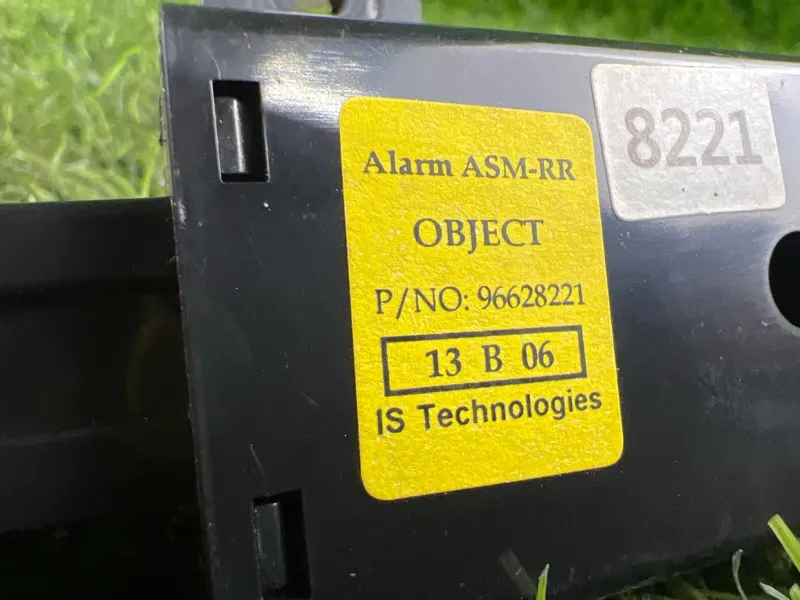 Alarm ASM-RR
OBJECT
P/NO: 96628221
13 B 06
IS Technologies
8221